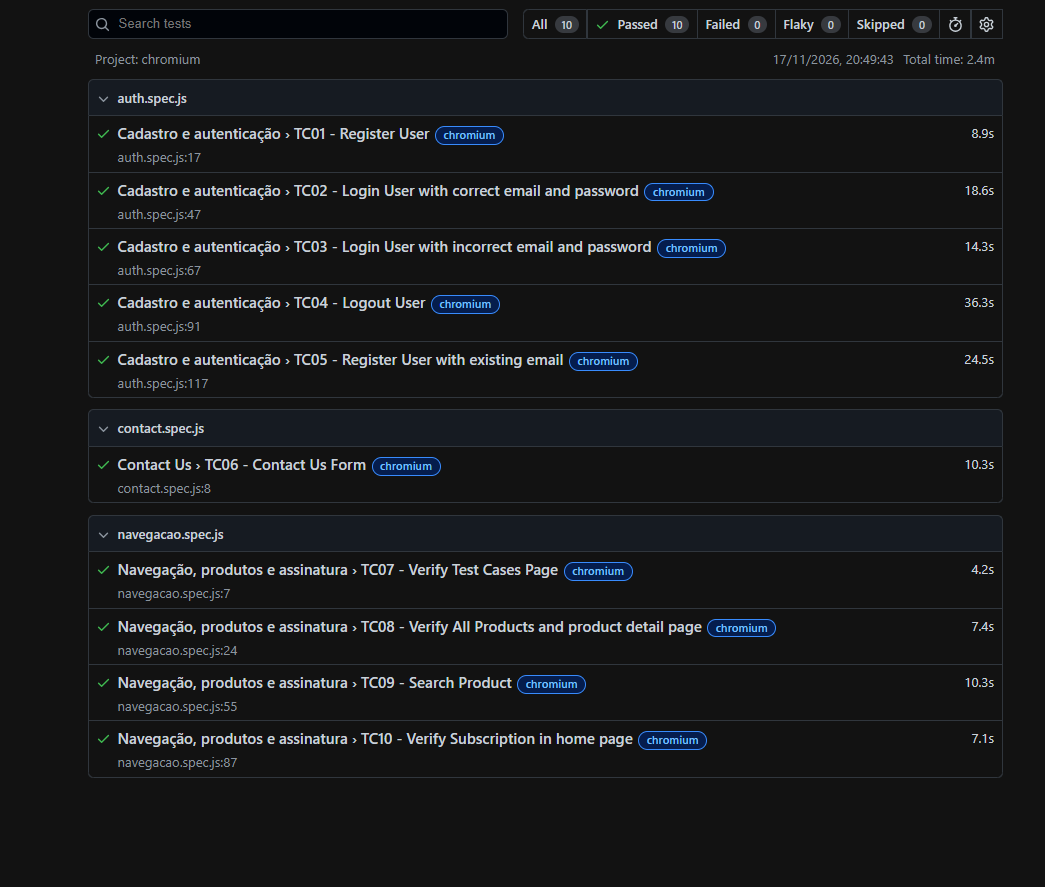 Search tests
All 10 Passed 10 Failed 0 Flaky 0 Skipped 0
Project: chromium 17/11/2026, 20:49:43 Total time: 2.4m
auth.spec.js
Cadastro e autenticação › TC01 - Register User chromium 8.9s
auth.spec.js:17
Cadastro e autenticação › TC02 - Login User with correct email and password chromium 18.6s
auth.spec.js:47
Cadastro e autenticação › TC03 - Login User with incorrect email and password chromium 14.3s
auth.spec.js:67
Cadastro e autenticação › TC04 - Logout User chromium 36.3s
auth.spec.js:91
Cadastro e autenticação › TC05 - Register User with existing email chromium 24.5s
auth.spec.js:117
contact.spec.js
Contact Us › TC06 - Contact Us Form chromium 10.3s
contact.spec.js:8
navegacao.spec.js
Navegação, produtos e assinatura › TC07 - Verify Test Cases Page chromium 4.2s
navegacao.spec.js:7
Navegação, produtos e assinatura › TC08 - Verify All Products and product detail page chromium 7.4s
navegacao.spec.js:24
Navegação, produtos e assinatura › TC09 - Search Product chromium 10.3s
navegacao.spec.js:55
Navegação, produtos e assinatura › TC10 - Verify Subscription in home page chromium 7.1s
navegacao.spec.js:87